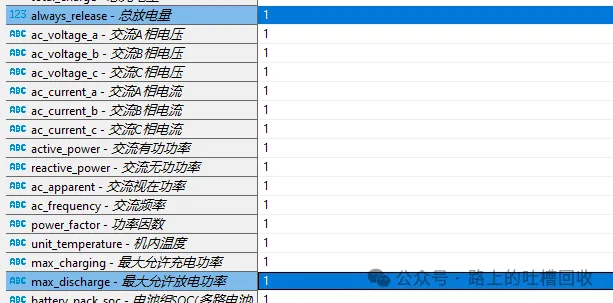 123 always_release - 总放电量 1
ABC ac_voltage_a - 交流A相电压 1
ABC ac_voltage_b - 交流B相电压 1
ABC ac_voltage_c - 交流C相电压 1
ABC ac_current_a - 交流A相电流 1
ABC ac_current_b - 交流B相电流 1
ABC ac_current_c - 交流C相电流 1
ABC active_power - 交流有功功率 1
ABC reactive_power - 交流无功功率 1
ABC ac_apparent - 交流视在功率 1
ABC ac_frequency - 交流频率 1
ABC power_factor - 功率因数 1
ABC unit_temperature - 机内温度 1
ABC max_charging - 最大允许充电功率 1
ABC max_discharge - 最大允许放电功率 1
公众号 · 路上的吐槽回收
ABC battery_pack_soc - 电池组SOC(多路电池 1